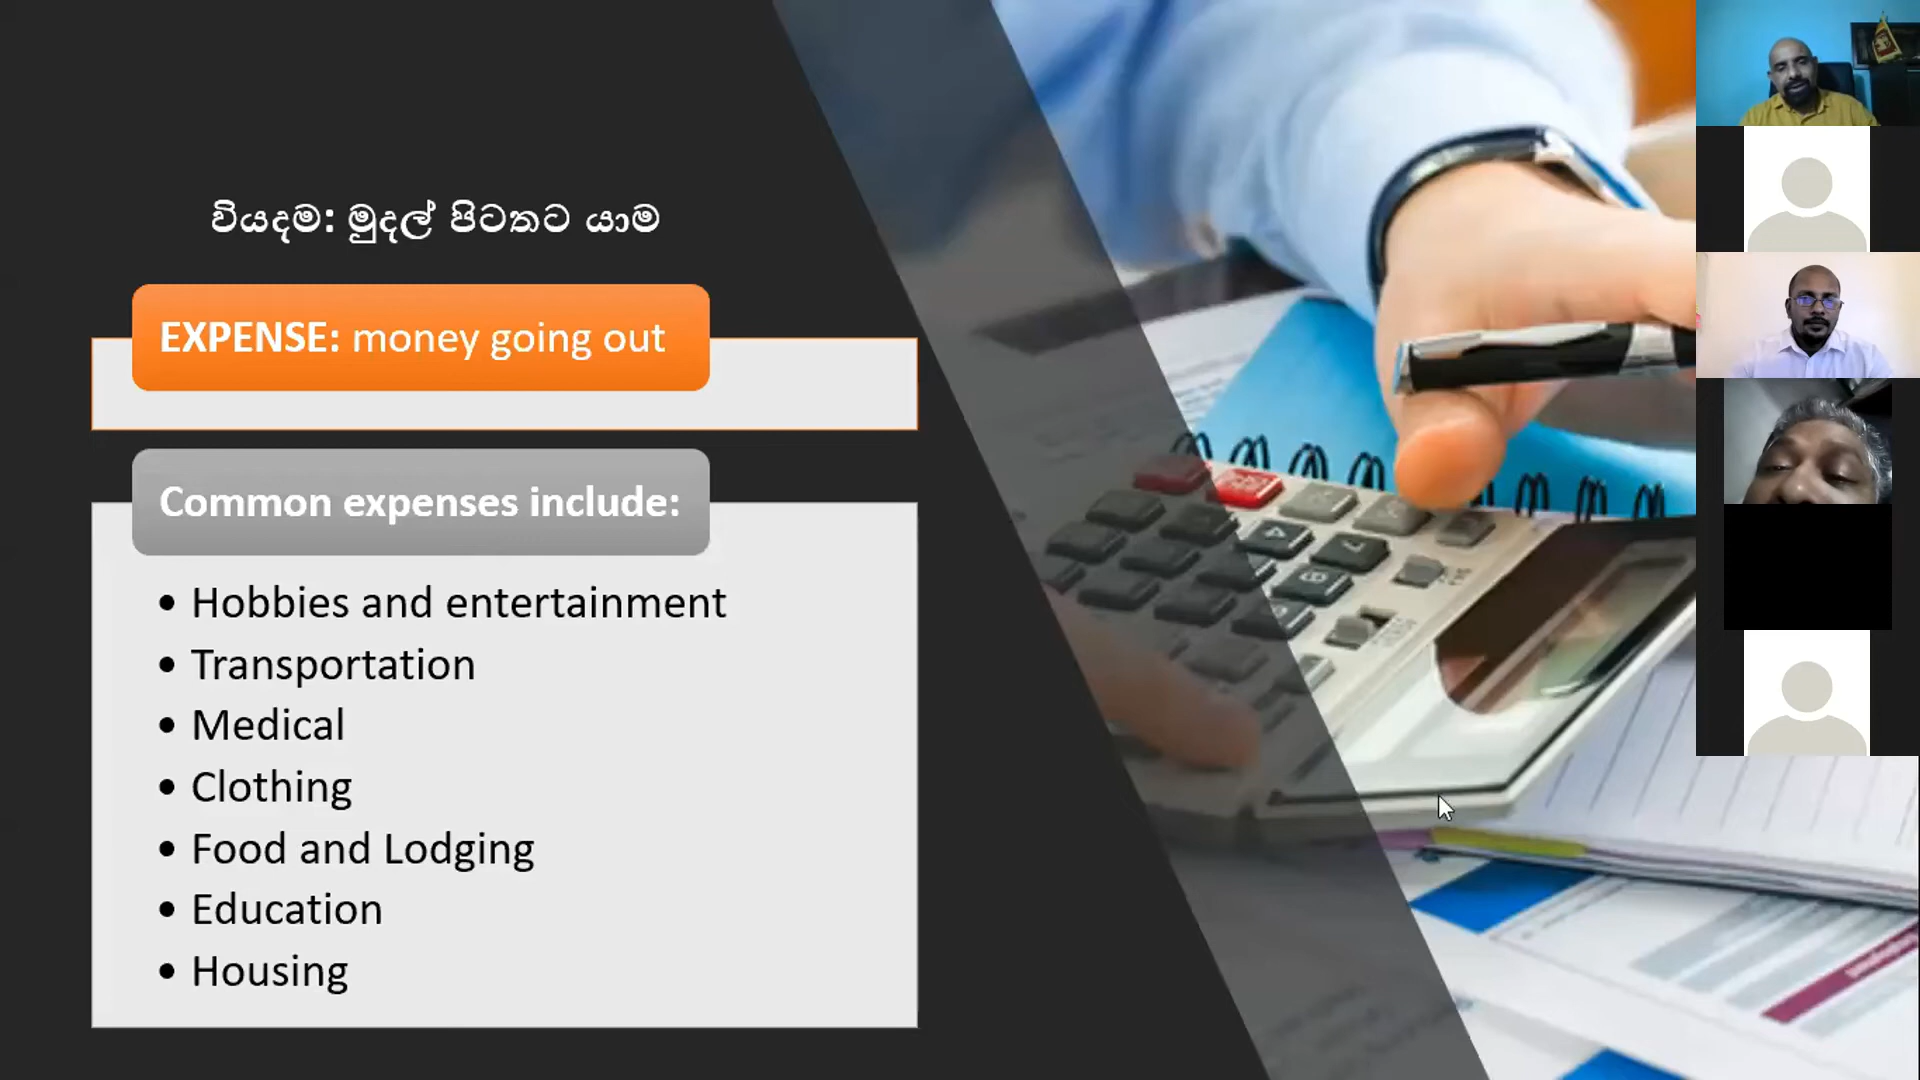 වියදම: මුදල් පිටතට යාම
EXPENSE: money going out
Common expenses include:
• Hobbies and entertainment
• Transportation
• Medical
• Clothing
• Food and Lodging
• Education
• Housing